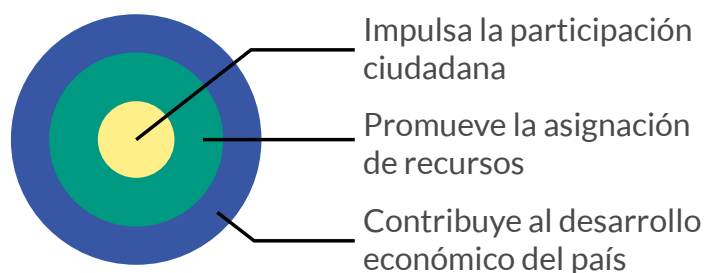 Impulsa la participación
ciudadana
Promueve la asignación
de recursos
Contribuye al desarrollo
económico del país